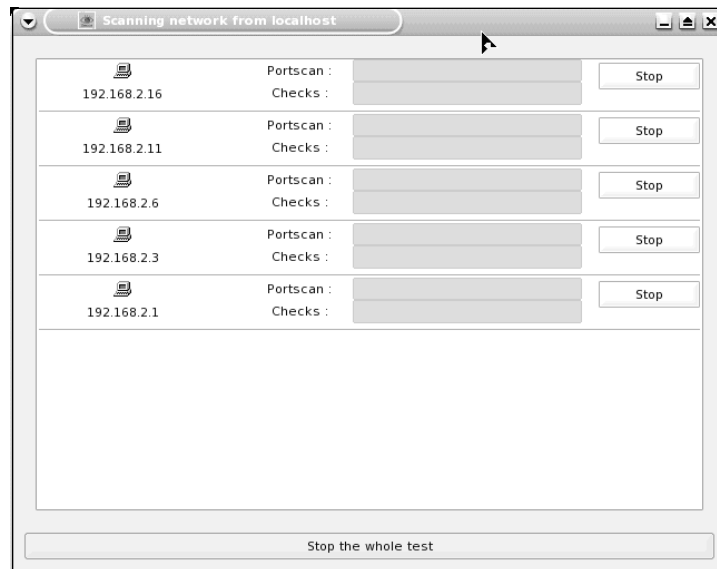 Scanning network from localhost
Portscan :
Stop
192.168.2.16
Checks :
Portscan :
Stop
192.168.2.11
Checks :
Portscan :
Stop
192.168.2.6
Checks :
Portscan :
Stop
192.168.2.3
Checks :
Portscan :
Stop
192.168.2.1
Checks :
Stop the whole test